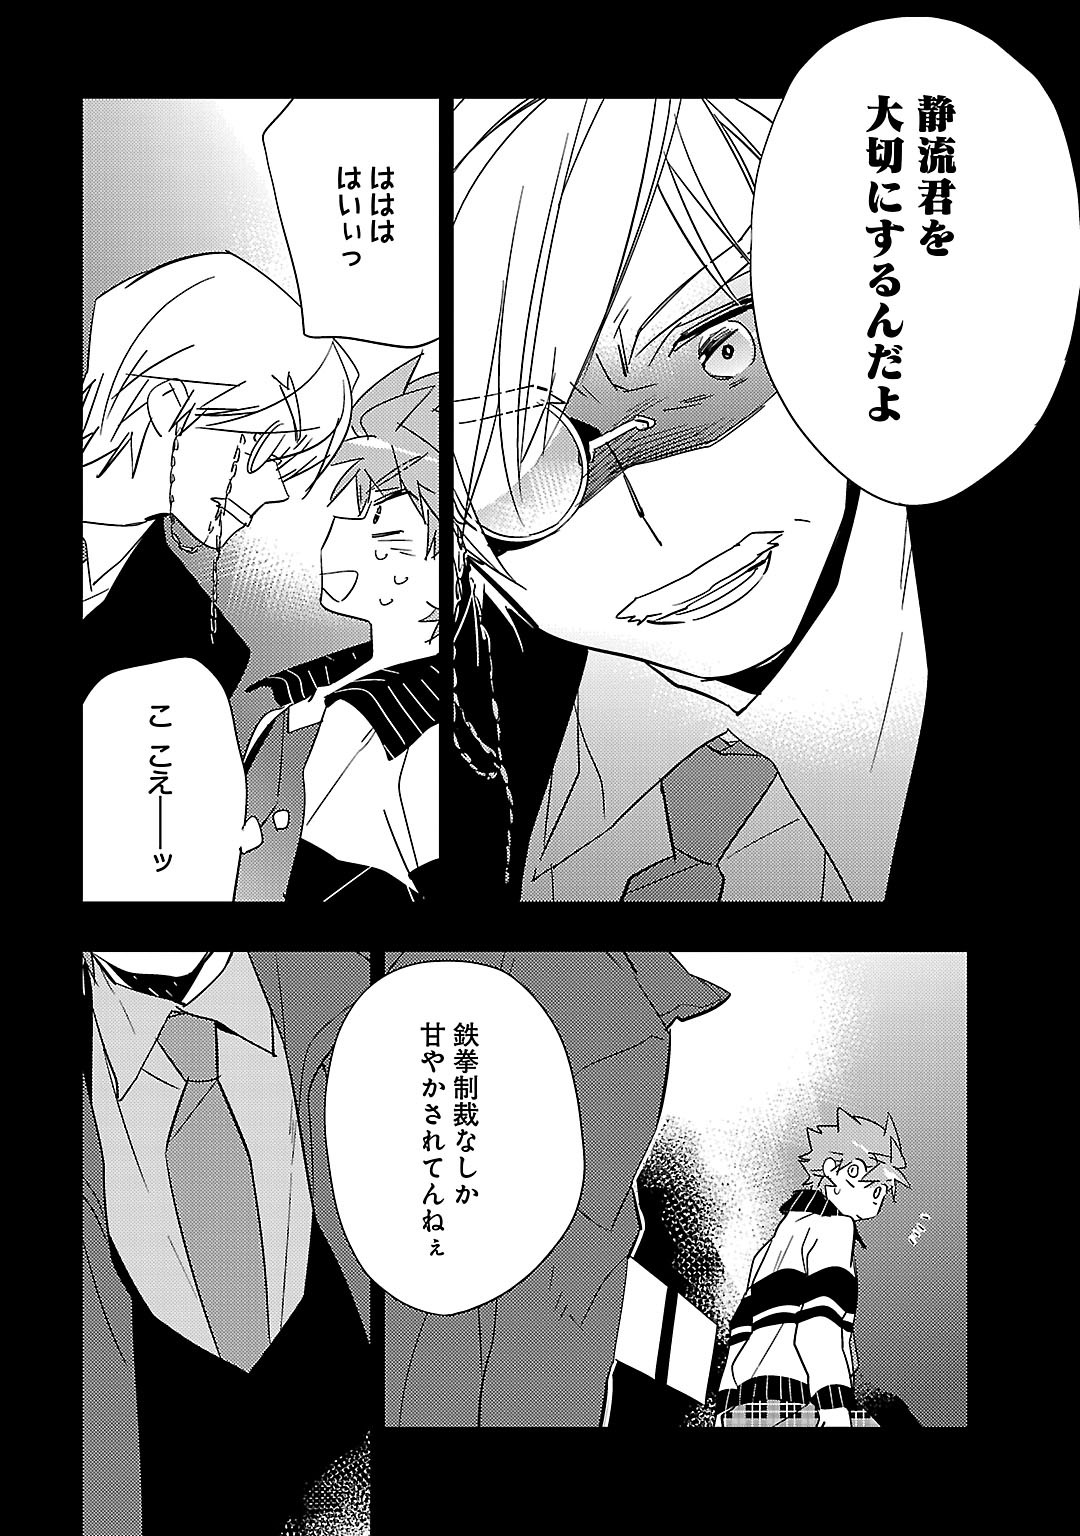 静流君を
大切にするんだよ
ははは
はいぃっ
こ こえ──ッ
鉄拳制裁なしか
甘やかされてんねぇ